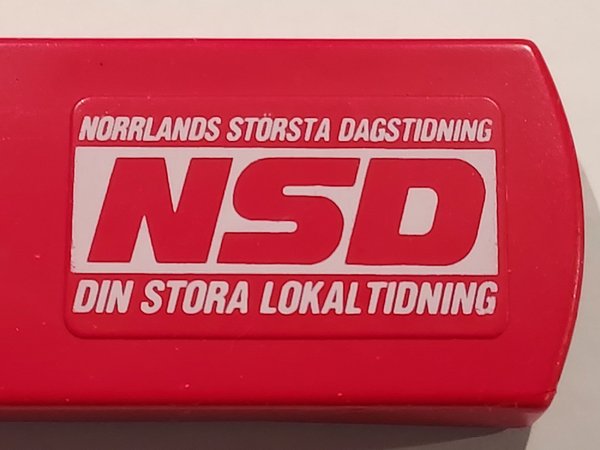 NORRLANDS STÖRSTA DAGSTIDNING
NSD
DIN STORA LOKALTIDNING